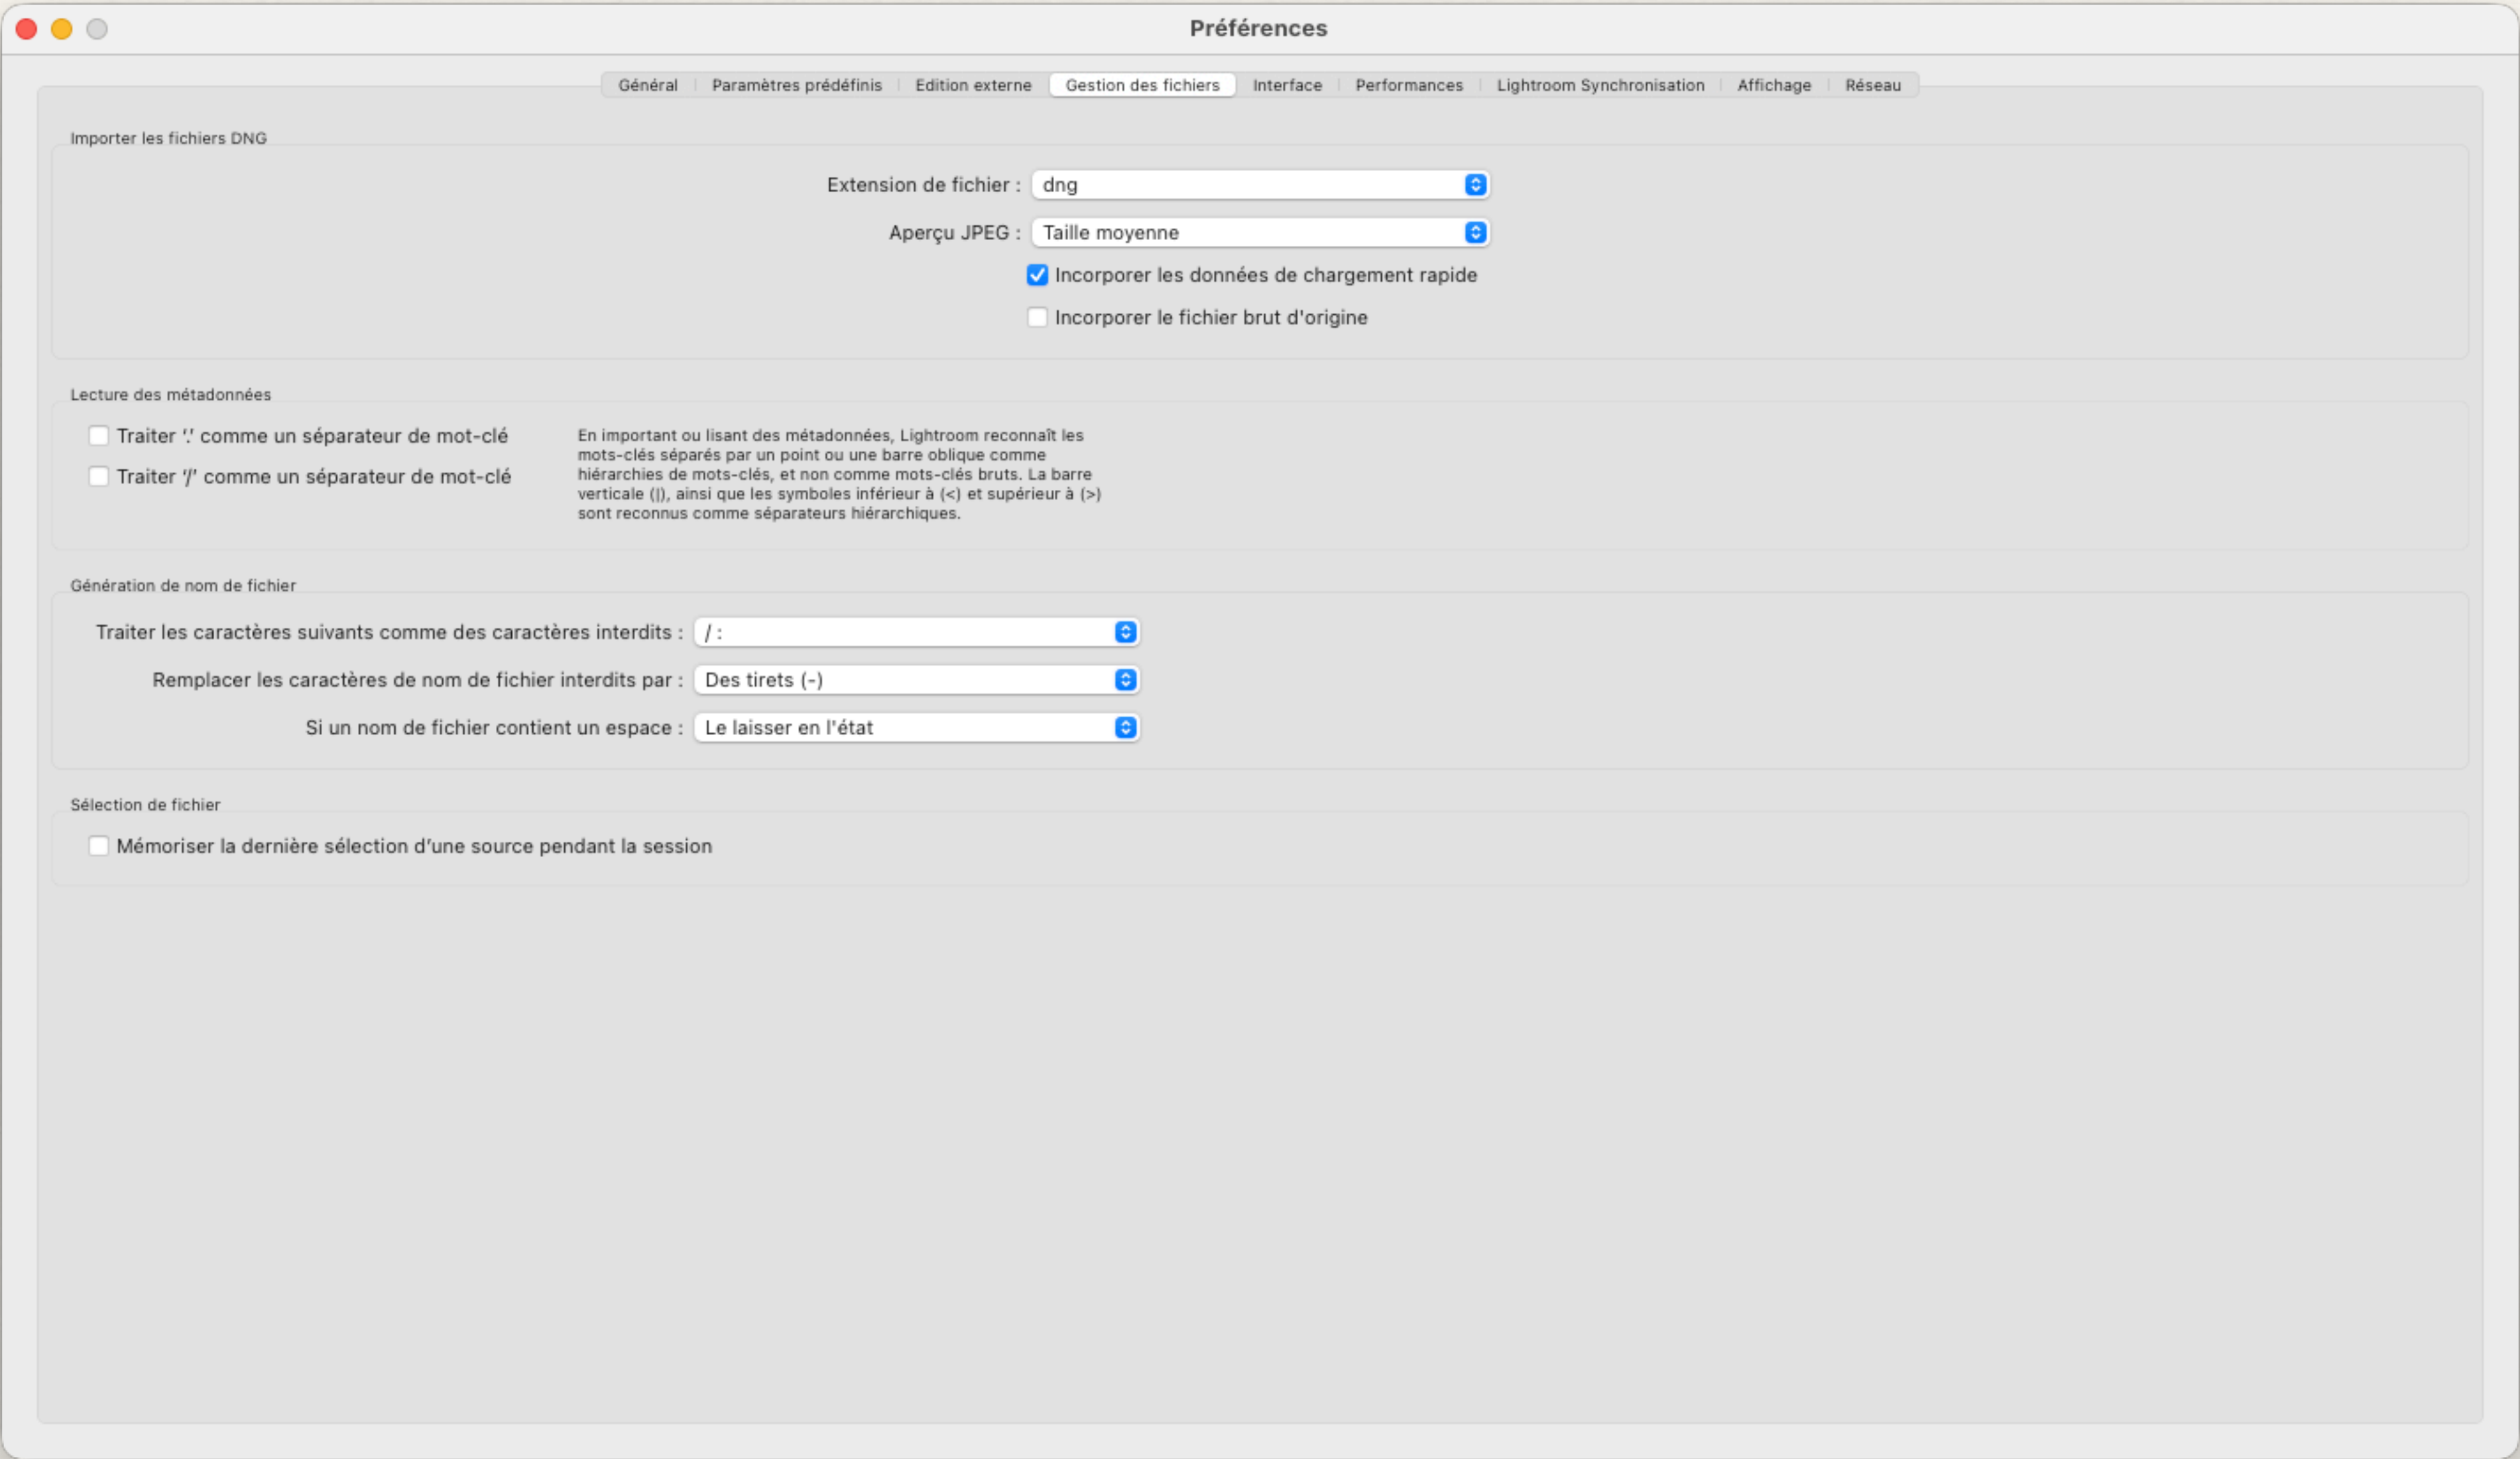 Préférences
Général Paramètres prédéfinis Edition externe Gestion des fichiers Interface Performances Lightroom Synchronisation Affichage Réseau
Importer les fichiers DNG
Extension de fichier : dng
Aperçu JPEG : Taille moyenne
Incorporer les données de chargement rapide
Incorporer le fichier brut d'origine
Lecture des métadonnées
Traiter ‘.’ comme un séparateur de mot-clé
Traiter ‘/’ comme un séparateur de mot-clé
En important ou lisant des métadonnées, Lightroom reconnaît les
mots-clés séparés par un point ou une barre oblique comme
hiérarchies de mots-clés, et non comme mots-clés bruts. La barre
verticale (|), ainsi que les symboles inférieur à (<) et supérieur à (>)
sont reconnus comme séparateurs hiérarchiques.
Génération de nom de fichier
Traiter les caractères suivants comme des caractères interdits : / :
Remplacer les caractères de nom de fichier interdits par : Des tirets (-)
Si un nom de fichier contient un espace : Le laisser en l'état
Sélection de fichier
Mémoriser la dernière sélection d’une source pendant la session